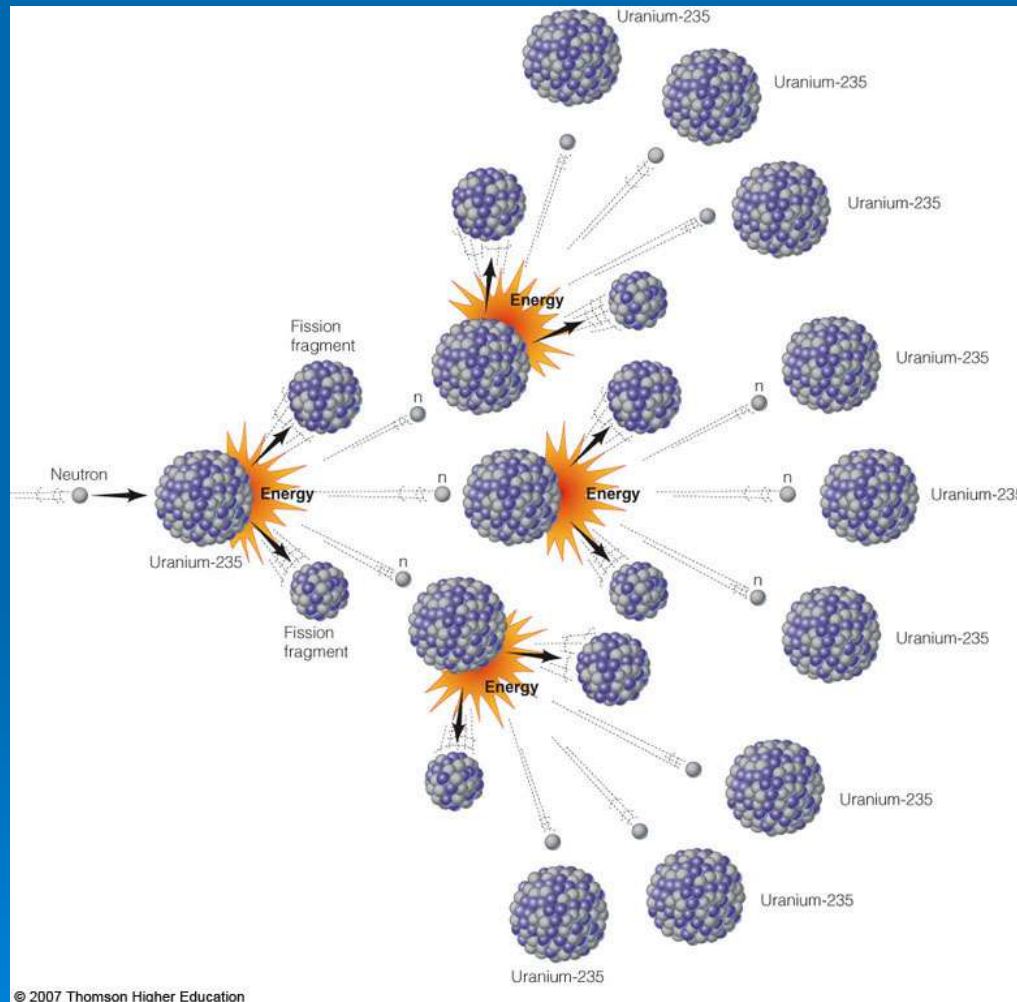 Uranium-235
Uranium-235
Uranium-235
Energy
Fission
fragment
n
Uranium-235
Neutron
Energy
n
Energy
n
Uranium-235
Uranium-235
n
n
n
Fission
fragment
Uranium-235
Energy
Uranium-235
Uranium-235
Uranium-235
© 2007 Thomson Higher Education